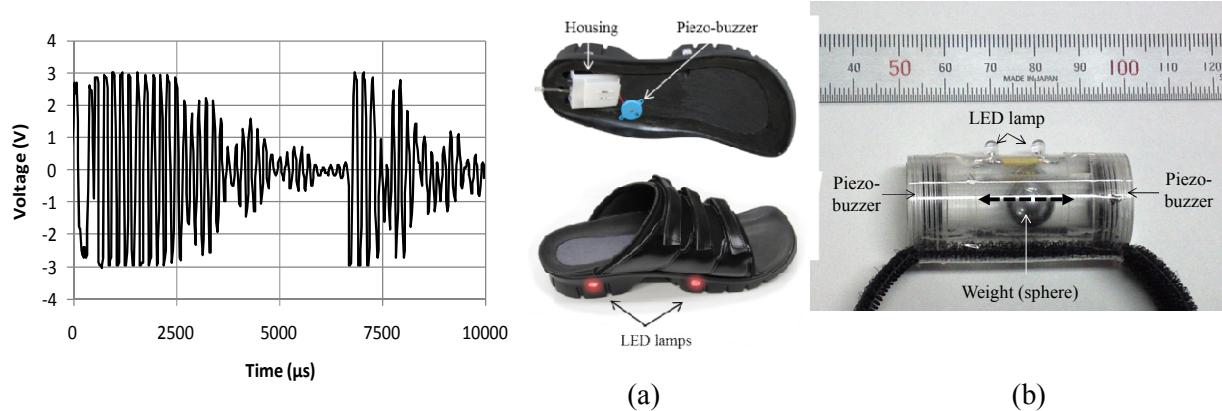 4
3
2
1
0
-1
-2
-3
-4
Voltage (V)
0 2500 5000 7500 10000
Time (µs)
Housing
Piezo-buzzer
LED lamps
(a)
40 50 60 70 80 90 100 110 120
MADE IN JAPAN
LED lamp
Piezo-
buzzer
Piezo-
buzzer
Weight (sphere)
(b)